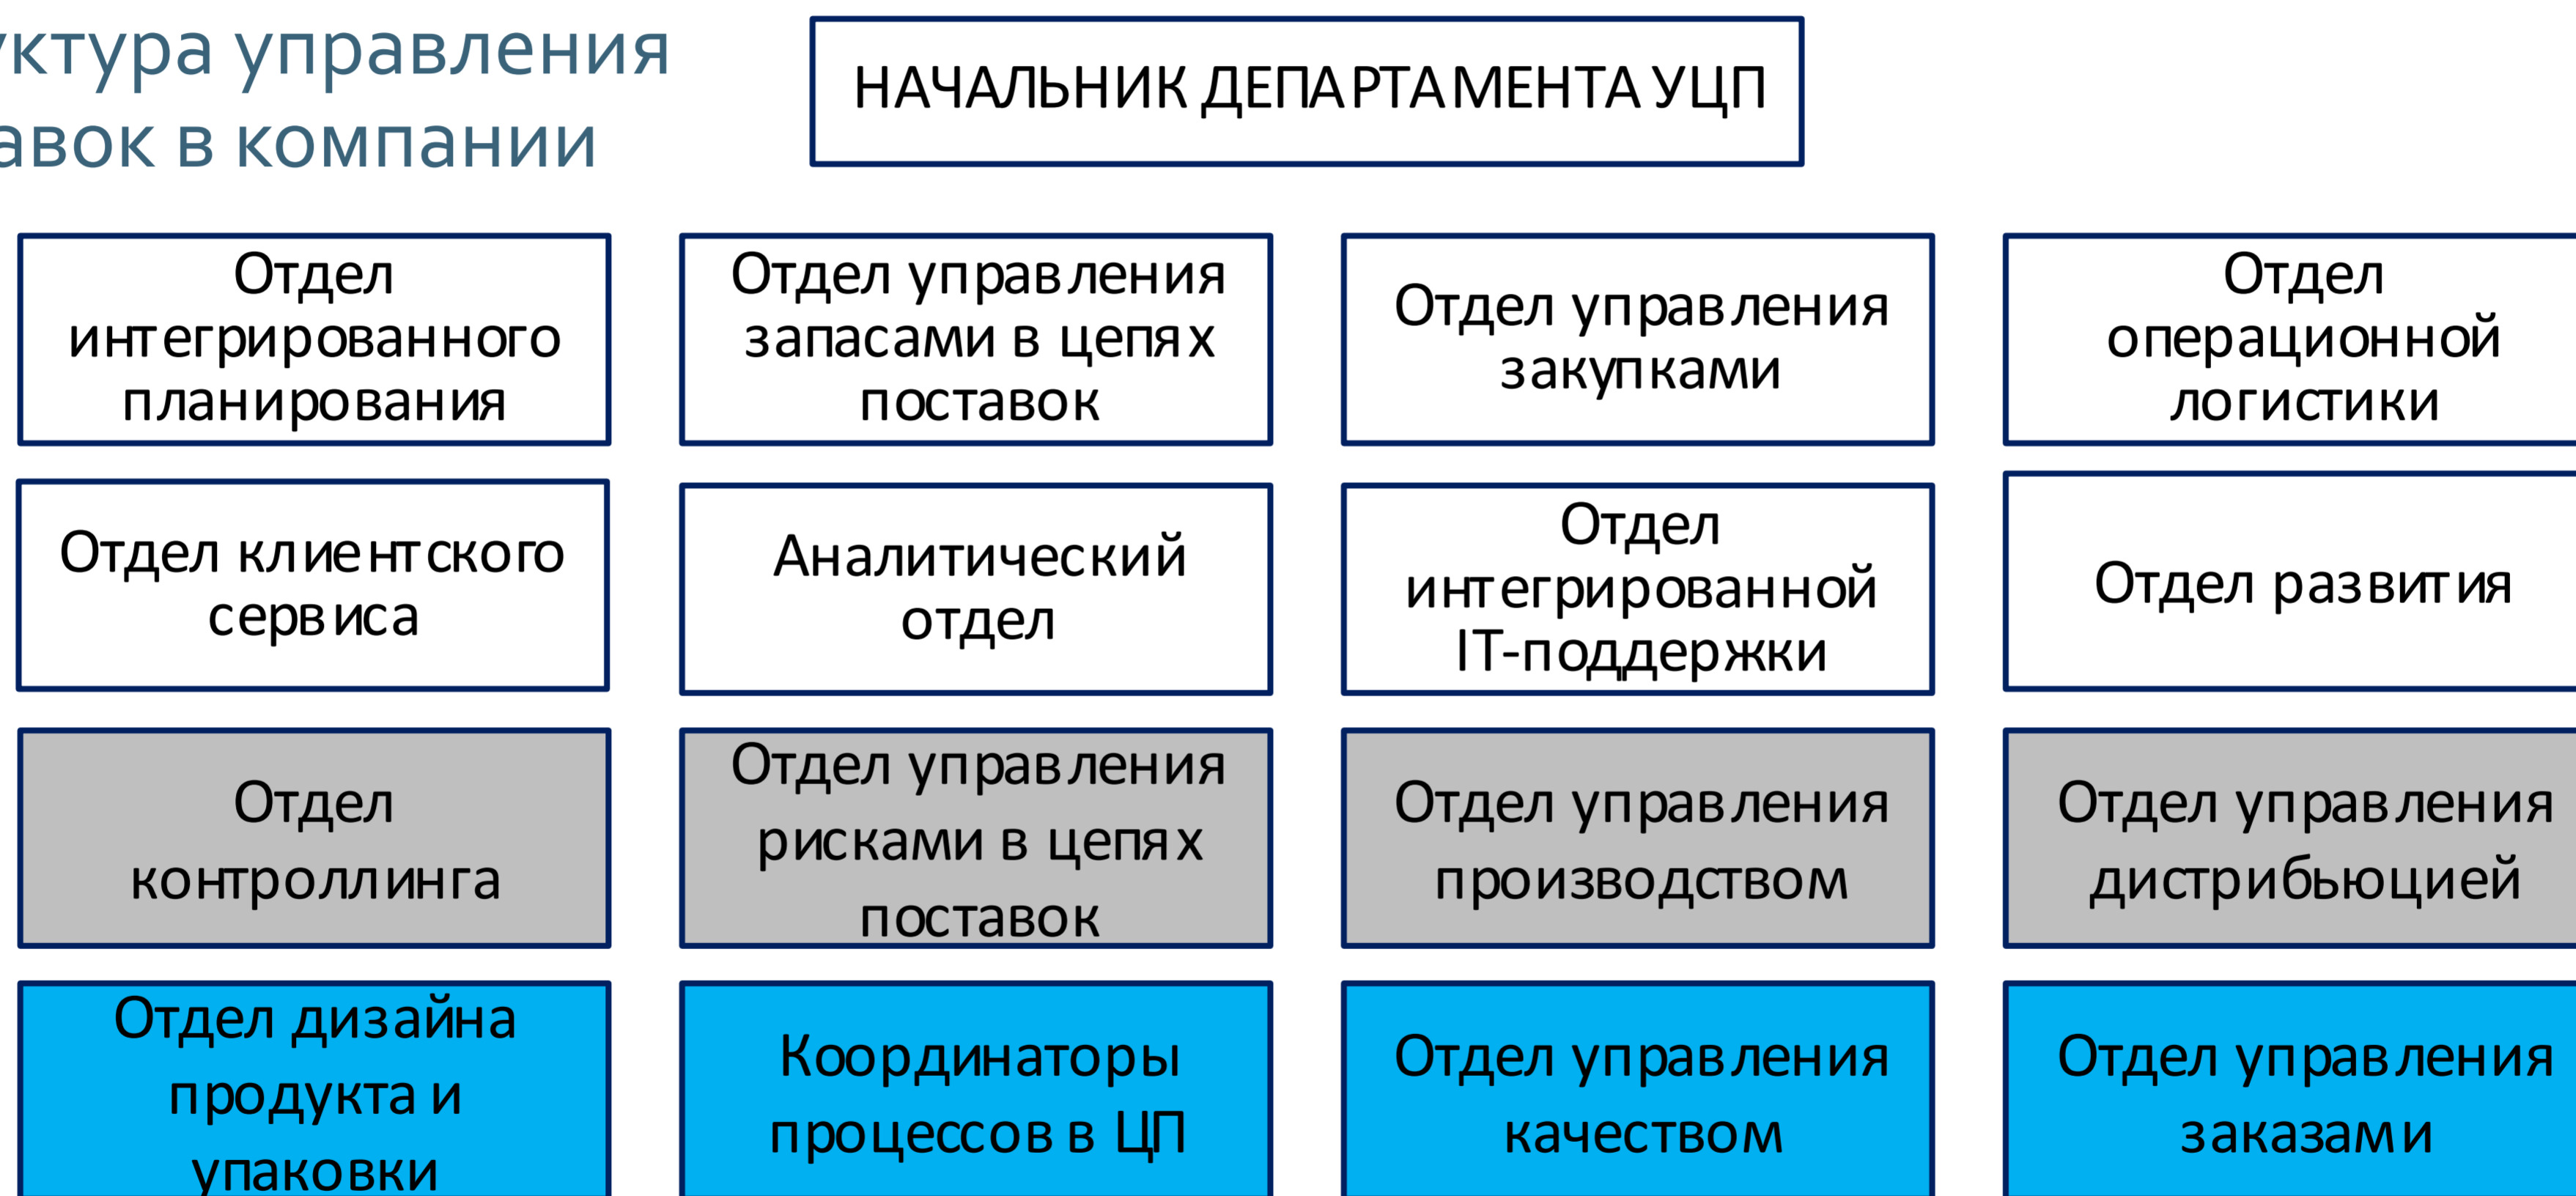 уктура управления
авок в компании
НАЧАЛЬНИК ДЕПАРТАМЕНТА УЦП
Отдел
интегрированного
планирования
Отдел управления
запасами в цепях
поставок
Отдел управления
закупками
Отдел
операционной
логистики
Отдел клиентского
сервиса
Аналитический
отдел
Отдел
интегрированной
IT-поддержки
Отдел развития
Отдел
контроллинга
Отдел управления
рисками в цепях
поставок
Отдел управления
производством
Отдел управления
дистрибьюцией
Отдел дизайна
продукта и
упаковки
Координаторы
процессов в ЦП
Отдел управления
качеством
Отдел управления
заказами